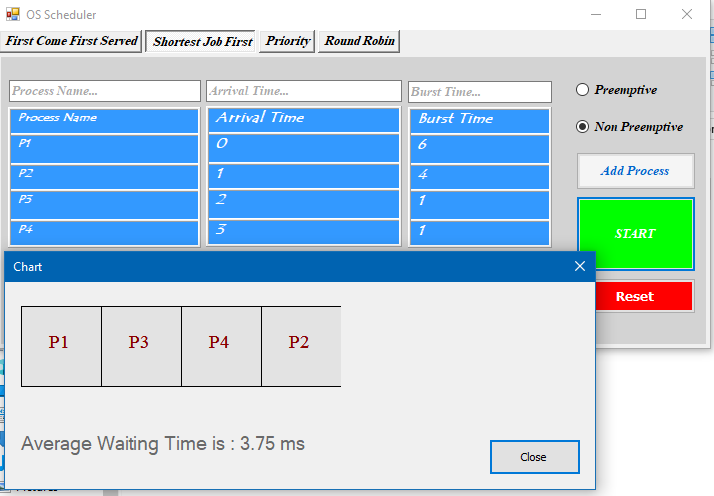 OS Scheduler
First Come First Served Shortest Job First Priority Round Robin
Process Name... Arrival Time... Burst Time... Preemptive
Process Name Arrival Time Burst Time Non Preemptive
P1 0 6
P2 1 4 Add Process
P3 2 1
P4 3 1 START
Chart
Reset
P1 P3 P4 P2
Average Waiting Time is : 3.75 ms
Close